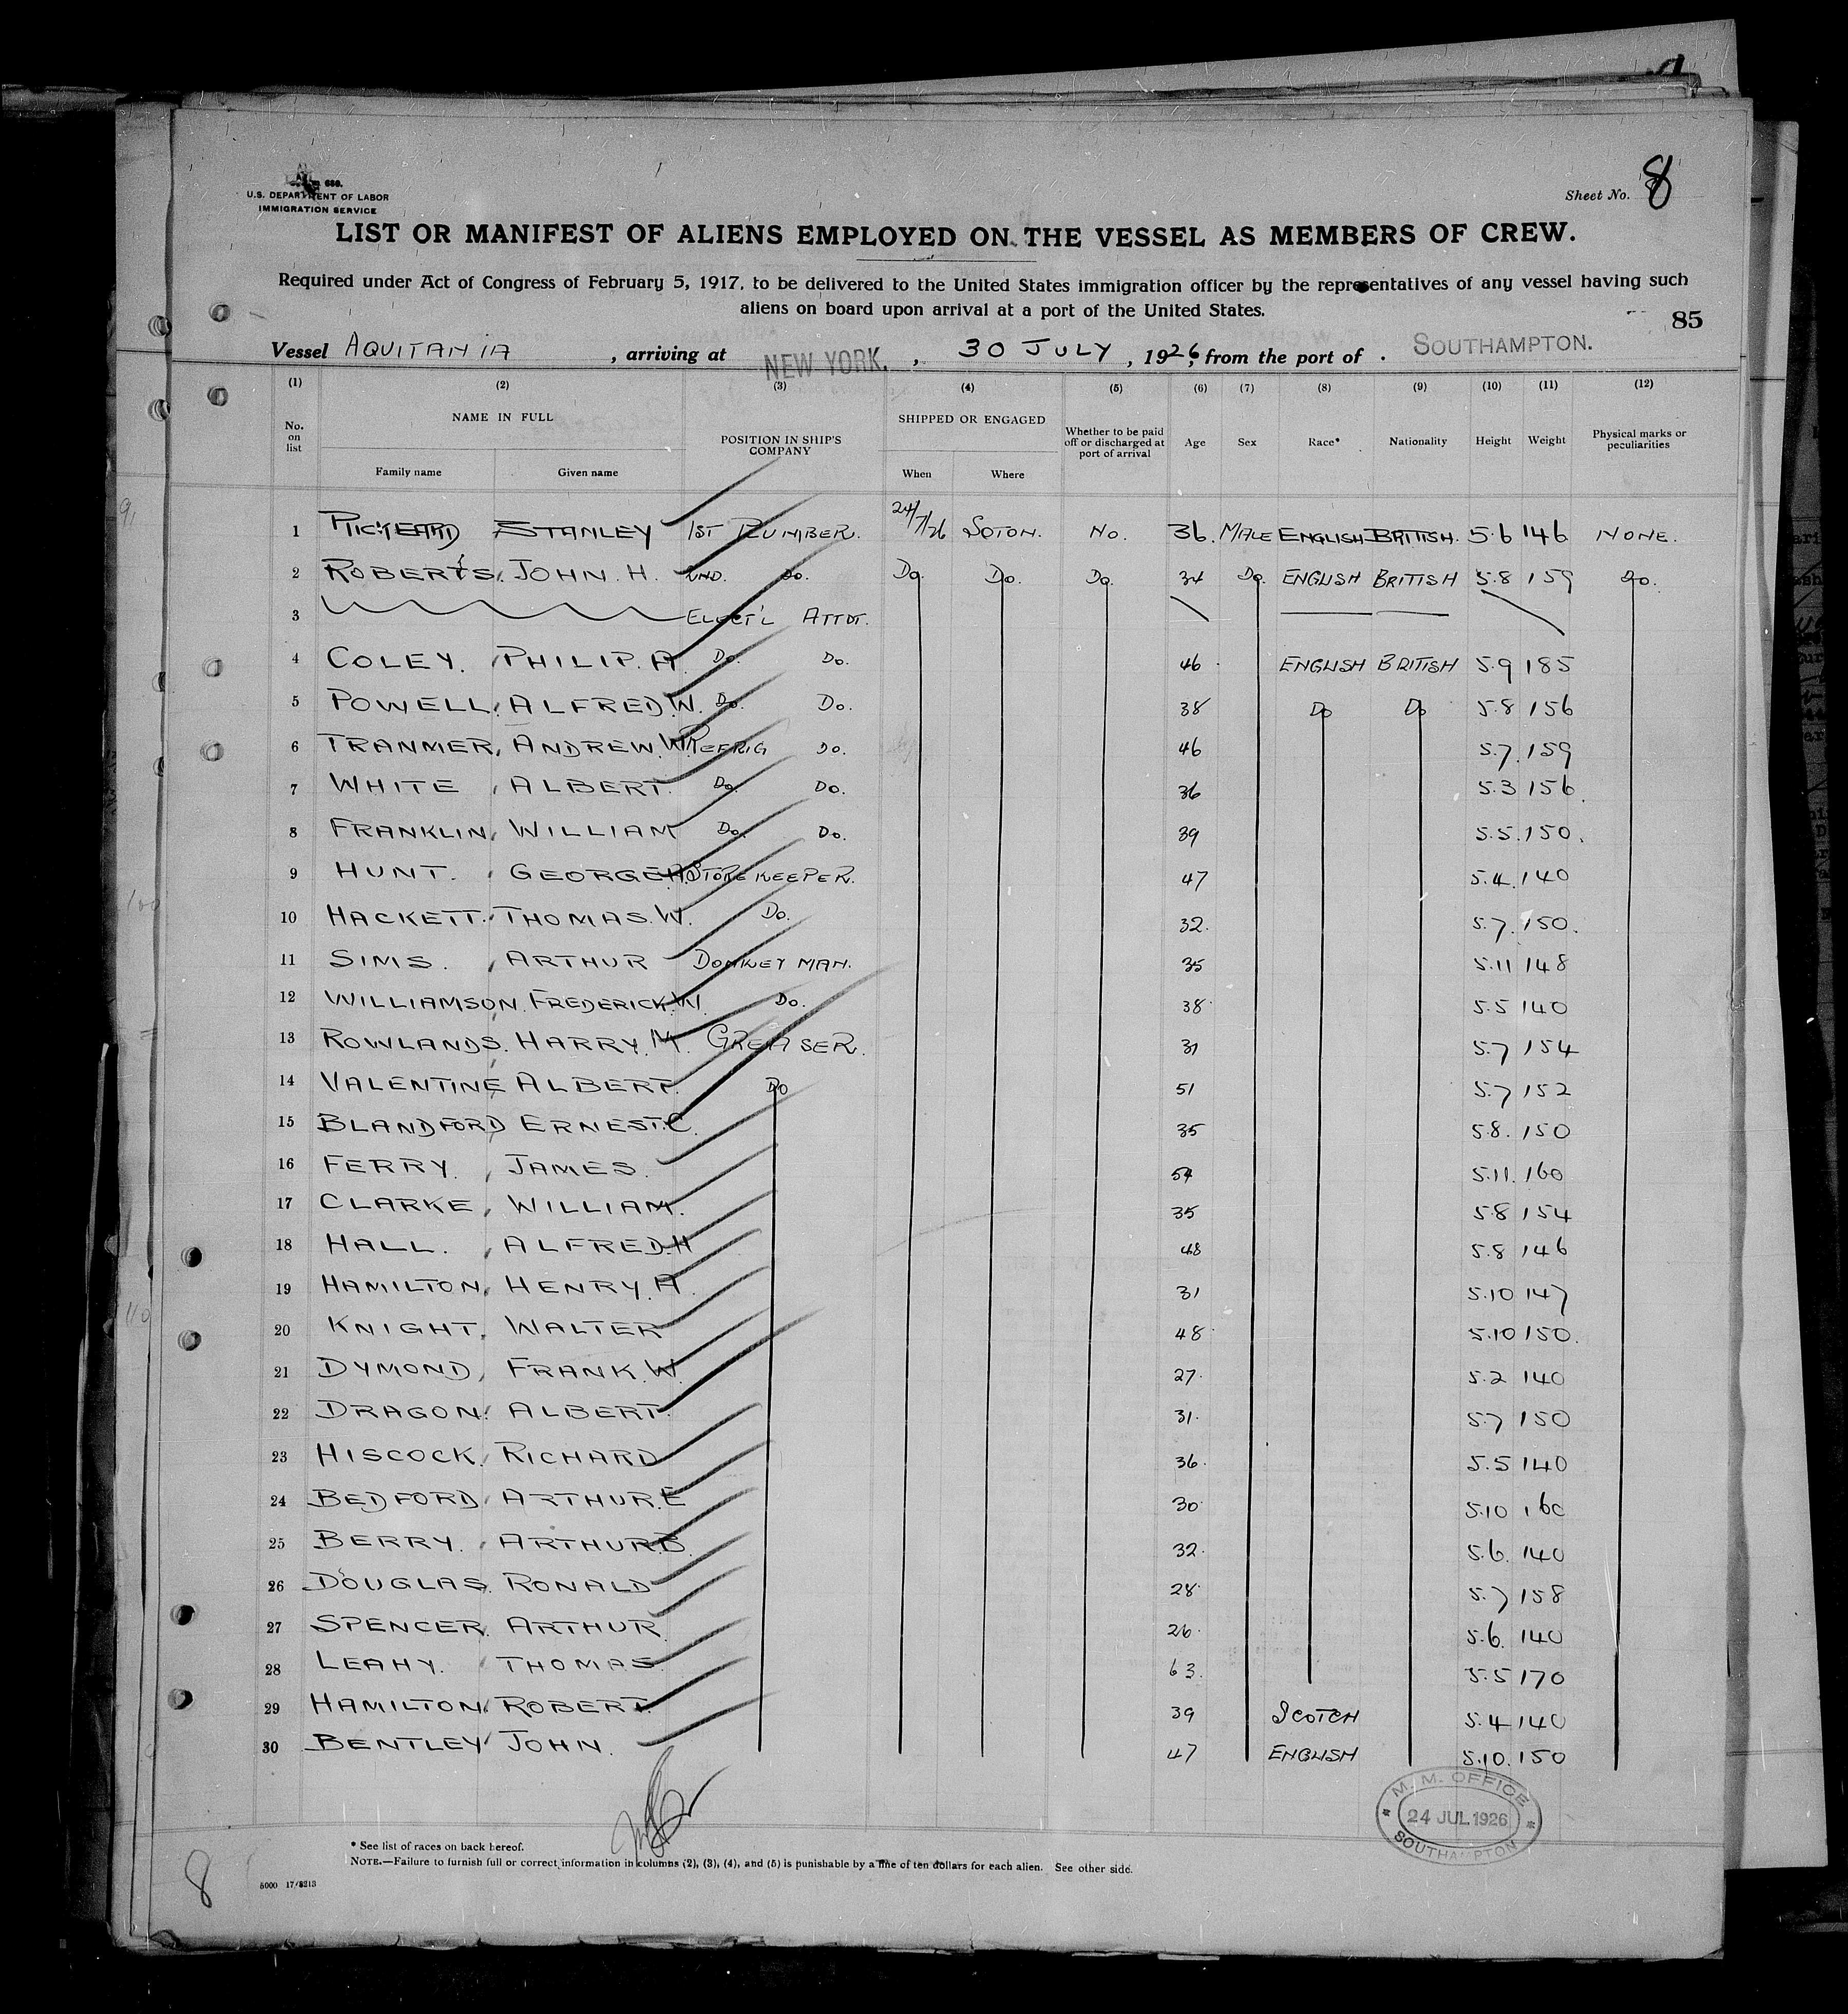 U.S. DEPARTMENT OF LABOR
IMMIGRATION SERVICE
Sheet No. 8
LIST OR MANIFEST OF ALIENS EMPLOYED ON THE VESSEL AS MEMBERS OF CREW.
Required under Act of Congress of February 5, 1917, to be delivered to the United States immigration officer by the representatives of any vessel having such
aliens on board upon arrival at a port of the United States.
85
Vessel AQUITANIA , arriving at NEW YORK. , 30 JULY , 1926, from the port of SOUTHAMPTON.
(1) (2) (3) (4) (5) (6) (7) (8) (9) (10) (11) (12)
No. on list NAME IN FULL Family name Given name POSITION IN SHIP'S COMPANY SHIPPED OR ENGAGED When Where Whether to be paid off or discharged at port of arrival Age Sex Race* Nationality Height Weight Physical marks or peculiarities
1 STANLEY 1ST PLUMBER. 24/7/26 SOTON. NO. 36. MALE ENGLISH BRITISH. 5.6 146 NONE.
2 ROBERTS, JOHN. H. 2ND. Do. Do. Do. Do. 34 Do. ENGLISH BRITISH 5.8 159 Do.
3 ELECT'L ATTDT.
4 COLEY. PHILIP. A. Do. Do. 46 ENGLISH BRITISH 5.9 185
5 POWELL, ALFRED. W. Do. Do. 38 Do Do 5.8 156
6 TRANMER, ANDREW. W. REFRIG Do. 46 5.7. 159
7 WHITE, ALBERT. Do. Do. 36 5.3 156.
8 FRANKLIN, WILLIAM Do. Do. 39 5.5. 150.
9 HUNT. GEORGE. STOREKEEPER. 47 5.4. 140
10 HACKETT. THOMAS. W. Do. 32. 5.7. 150.
11 SIMS. ARTHUR DONKEY MAN. 35 5.11 148
12 WILLIAMSON. FREDERICK. W. Do. 38 5.5 140
13 ROWLANDS. HARRY. M. GREASER. 31 5.7 154
14 VALENTINE ALBERT. Do 51 5.7 152
15 BLANDFORD ERNEST. C. 35 5.8. 150
16 FERRY. JAMES. 54 5.11. 160
17 CLARKE, WILLIAM. 35 5.8 154
18 HALL. ALFRED. H 48 5.8 146
19 HAMILTON, HENRY. A. 31 5.10 147
20 KNIGHT, WALTER 48 5.10 150.
21 DYMOND, FRANK. W. 27. 5.2 140
22 DRAGON. ALBERT. 31. 5.7 150
23 HISCOCK. RICHARD 36. 5.5 140
24 BEDFORD, ARTHUR. E 30 5.10 160
25 BERRY. ARTHUR. B. 32. 5.6. 140
26 DOUGLAS. RONALD 28 5.7 158
27 SPENCER. ARTHUR. 26. 5.6. 140
28 LEAHY. THOMAS. 63. 5.5 170
29 HAMILTON. ROBERT. 39 SCOTCH 5.4 140
30 BENTLEY JOHN. 47 ENGLISH 5.10. 150
M. M. OFFICE
24 JUL 1926
SOUTHAMPTON
* See list of races on back hereof.
NOTE.—Failure to furnish full or correct information in columns (2), (3), (4), and (5) is punishable by a fine of ten dollars for each alien. See other side.
8
5000 17/8213